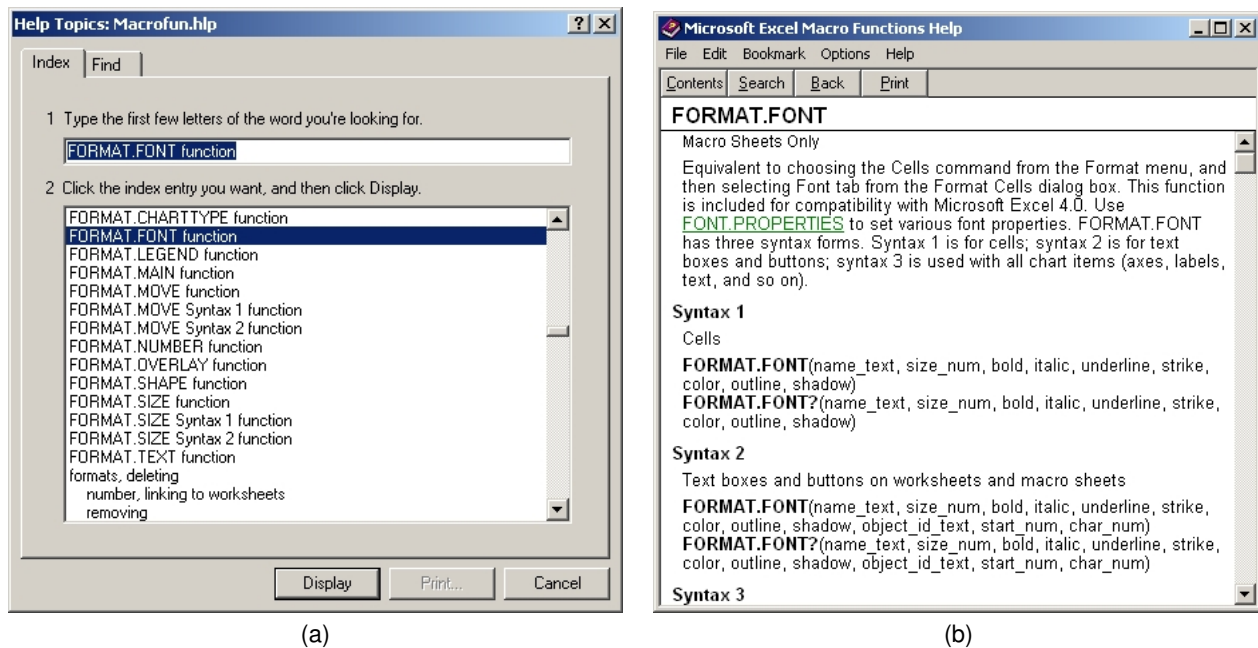 Help Topics: Macrofun.hlp
Index
Find
1 Type the first few letters of the word you're looking for.
FORMAT.FONT function
2 Click the index entry you want, and then click Display.
FORMAT.CHARTTYPE function
FORMAT.FONT function
FORMAT.LEGEND function
FORMAT.MAIN function
FORMAT.MOVE function
FORMAT.MOVE Syntax 1 function
FORMAT.MOVE Syntax 2 function
FORMAT.NUMBER function
FORMAT.OVERLAY function
FORMAT.SHAPE function
FORMAT.SIZE function
FORMAT.SIZE Syntax 1 function
FORMAT.SIZE Syntax 2 function
FORMAT.TEXT function
formats, deleting
number, linking to worksheets
removing
Display
Print...
Cancel
(a)
Microsoft Excel Macro Functions Help
File Edit Bookmark Options Help
Contents Search Back Print
FORMAT.FONT
Macro Sheets Only
Equivalent to choosing the Cells command from the Format menu, and
then selecting Font tab from the Format Cells dialog box. This function
is included for compatibility with Microsoft Excel 4.0. Use
FONT.PROPERTIES to set various font properties. FORMAT.FONT
has three syntax forms. Syntax 1 is for cells; syntax 2 is for text
boxes and buttons; syntax 3 is used with all chart items (axes, labels,
text, and so on).
Syntax 1
Cells
FORMAT.FONT(name_text, size_num, bold, italic, underline, strike,
color, outline, shadow)
FORMAT.FONT?(name_text, size_num, bold, italic, underline, strike,
color, outline, shadow)
Syntax 2
Text boxes and buttons on worksheets and macro sheets
FORMAT.FONT(name_text, size_num, bold, italic, underline, strike,
color, outline, shadow, object_id_text, start_num, char_num)
FORMAT.FONT?(name_text, size_num, bold, italic, underline, strike,
color, outline, shadow, object_id_text, start_num, char_num)
Syntax 3
(b)